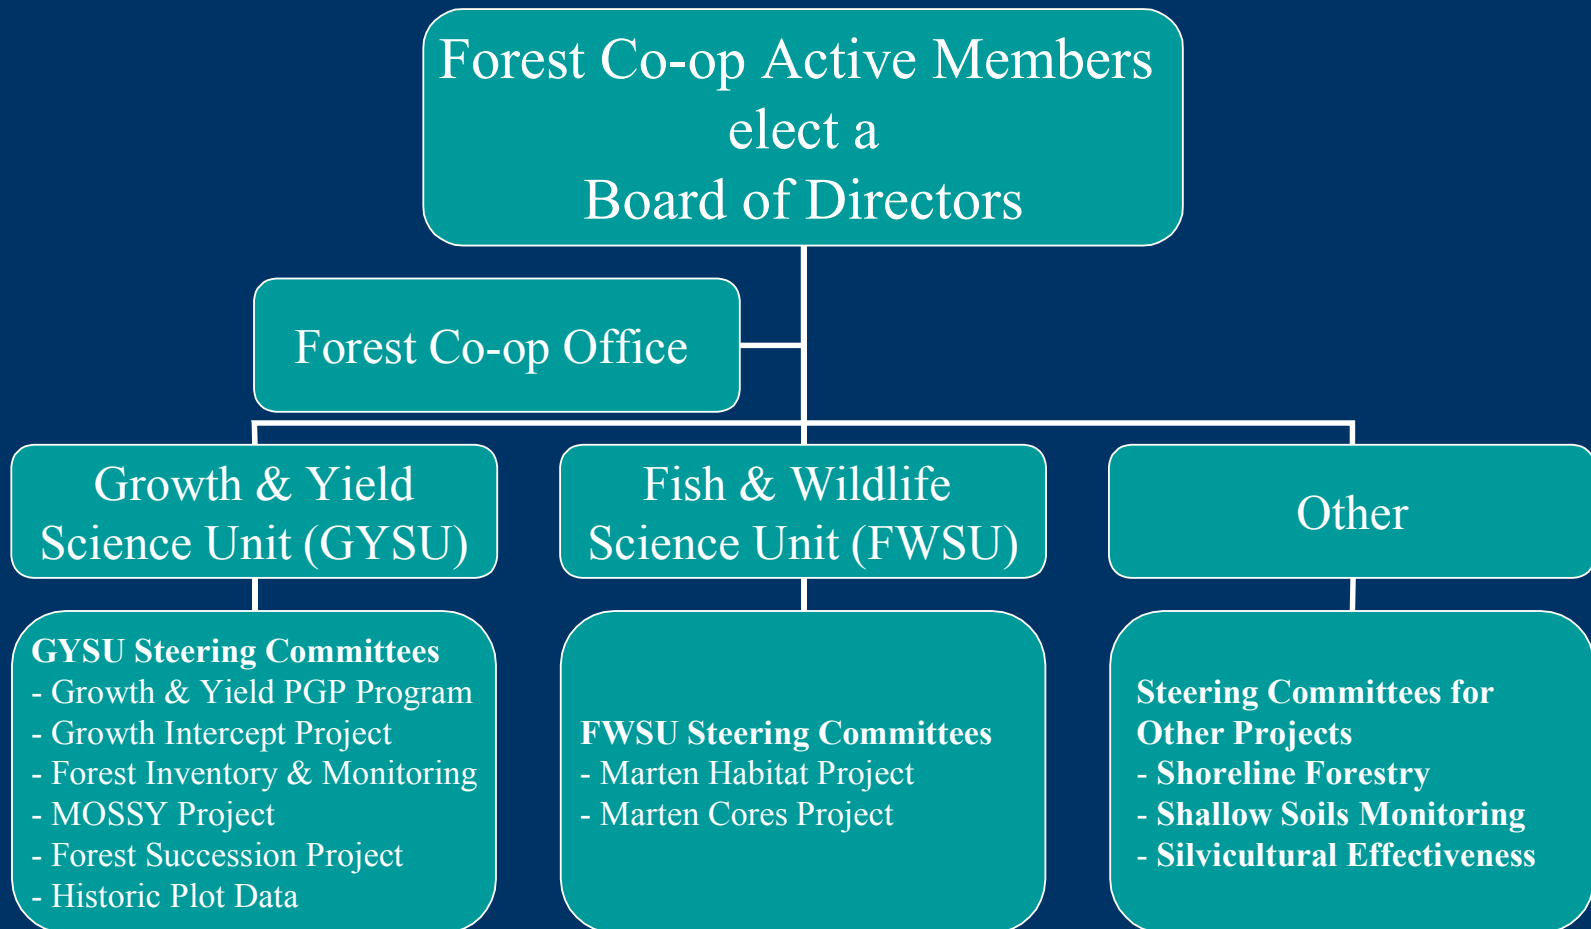 Forest Co-op Active Members
elect a
Board of Directors
Forest Co-op Office
Growth & Yield
Science Unit (GYSU)
Fish & Wildlife
Science Unit (FWSU)
Other
GYSU Steering Committees
- Growth & Yield PGP Program
- Growth Intercept Project
- Forest Inventory & Monitoring
- MOSSY Project
- Forest Succession Project
- Historic Plot Data
FWSU Steering Committees
- Marten Habitat Project
- Marten Cores Project
Steering Committees for
Other Projects
- Shoreline Forestry
- Shallow Soils Monitoring
- Silvicultural Effectiveness